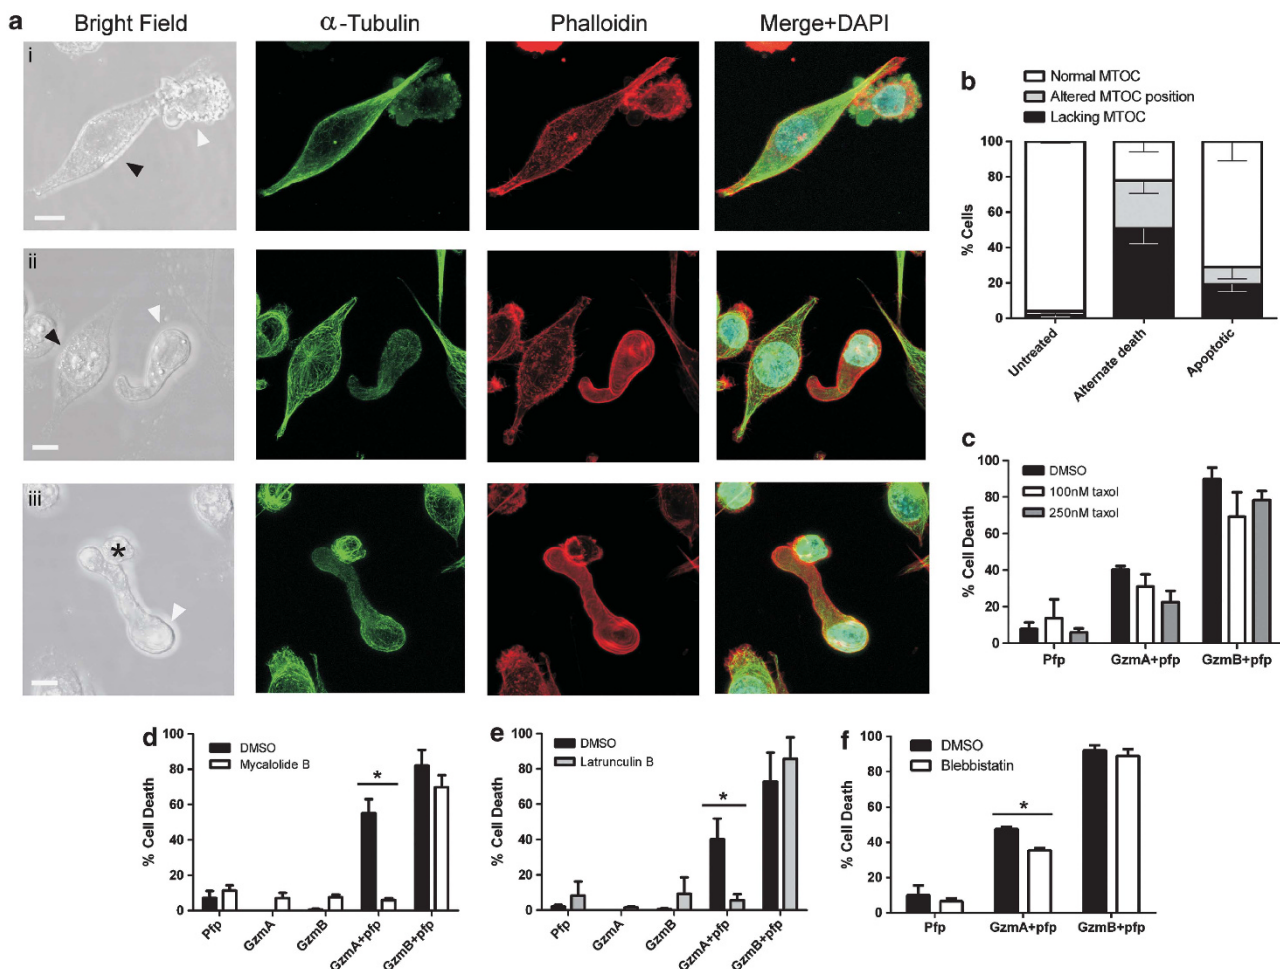 a
Bright Field
α-Tubulin
Phalloidin
Merge+DAPI
i
ii
iii
*
b
Normal MTOC
Altered MTOC position
Lacking MTOC
% Cells
100
80
60
40
20
0
Untreated
Alternate death
Apoptotic
c
DMSO
100nM taxol
250nM taxol
% Cell Death
100
80
60
40
20
0
Pfp
GzmA+pfp
GzmB+pfp
d
DMSO
Mycalolide B
*
% Cell Death
100
80
60
40
20
0
Pfp
GzmA
GzmB
GzmA+pfp
GzmB+pfp
e
DMSO
Latrunculin B
*
% Cell Death
100
80
60
40
20
0
Pfp
GzmA
GzmB
GzmA+pfp
GzmB+pfp
f
DMSO
Blebbistatin
*
% Cell Death
100
80
60
40
20
0
Pfp
GzmA+pfp
GzmB+pfp